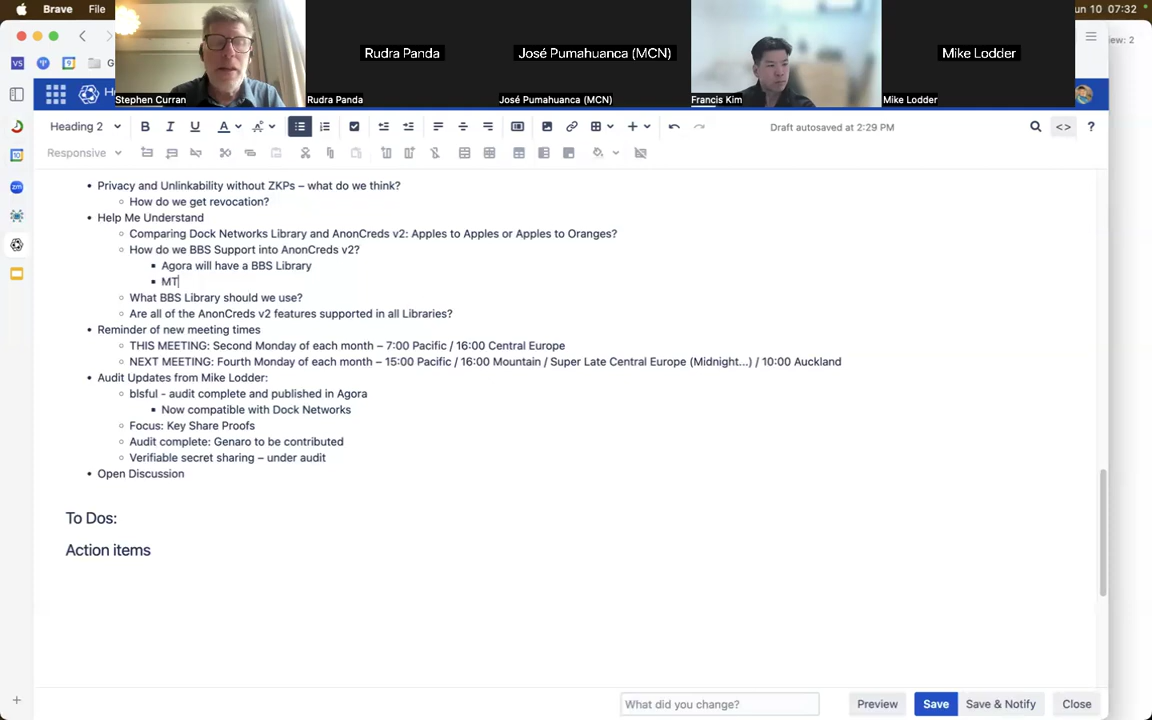 Brave File
un 10 07:32
Rudra Panda
José Pumahuanca (MCN)
Mike Lodder
Stephen Curran
Rudra Panda
José Pumahuanca (MCN)
Francis Kim
Mike Lodder
iew: 2
VS
9
G
H
Heading 2
B I U A
Draft autosaved at 2:29 PM
<> ?
Responsive
10
zm
• Privacy and Unlinkability without ZKPs – what do we think?
How do we get revocation?
• Help Me Understand
Comparing Dock Networks Library and AnonCreds v2: Apples to Apples or Apples to Oranges?
How do we BBS Support into AnonCreds v2?
Agora will have a BBS Library
MT
What BBS Library should we use?
Are all of the AnonCreds v2 features supported in all Libraries?
• Reminder of new meeting times
THIS MEETING: Second Monday of each month – 7:00 Pacific / 16:00 Central Europe
NEXT MEETING: Fourth Monday of each month – 15:00 Pacific / 16:00 Mountain / Super Late Central Europe (Midnight...) / 10:00 Auckland
• Audit Updates from Mike Lodder:
blsful - audit complete and published in Agora
Now compatible with Dock Networks
Focus: Key Share Proofs
Audit complete: Genaro to be contributed
Verifiable secret sharing – under audit
• Open Discussion
To Dos:
Action items
What did you change?
Preview
Save
Save & Notify
Close